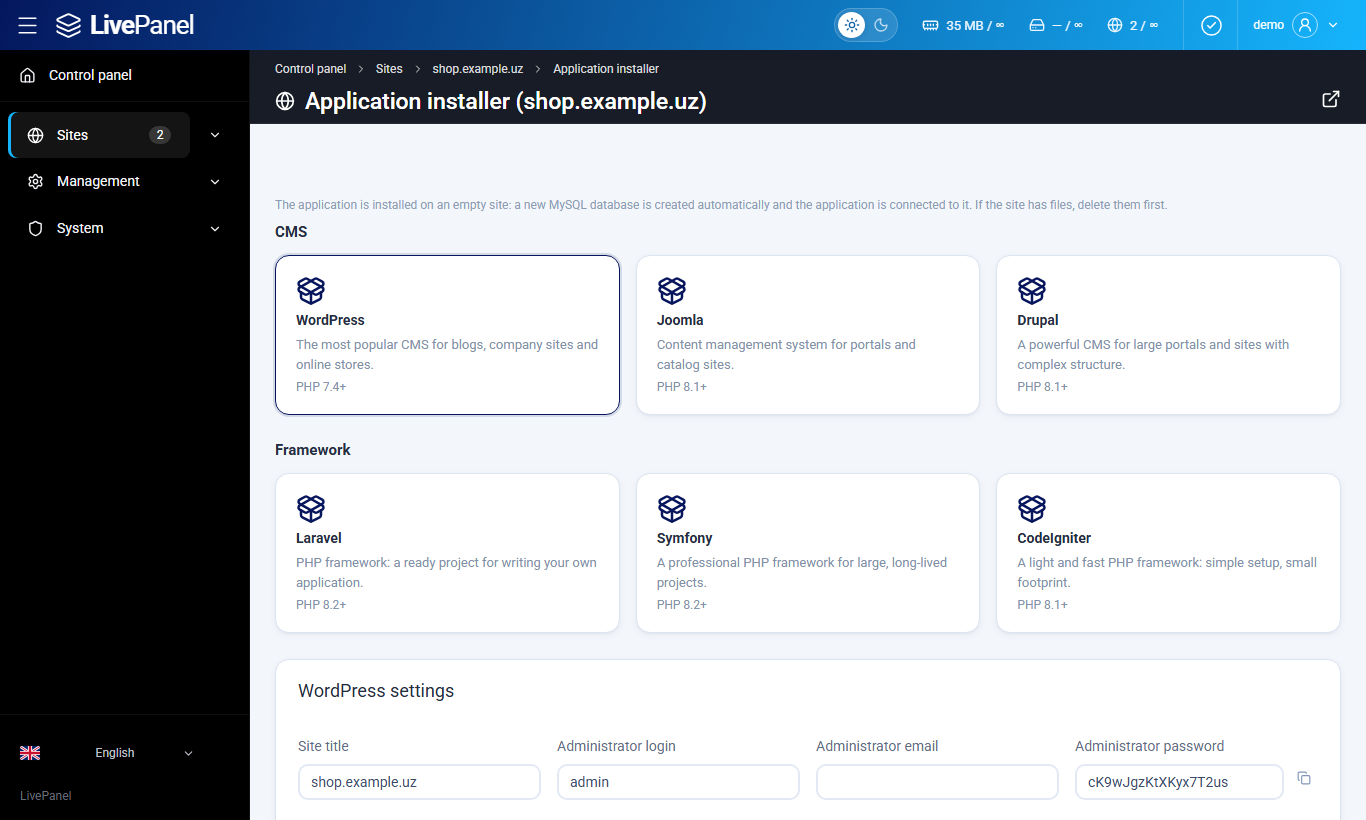 LivePanel
35 MB / ∞
— / ∞
2 / ∞
demo
Control panel
Sites 2
Management
System
English
LivePanel
Control panel > Sites > shop.example.uz > Application installer
Application installer (shop.example.uz)
The application is installed on an empty site: a new MySQL database is created automatically and the application is connected to it. If the site has files, delete them first.
CMS
WordPress
The most popular CMS for blogs, company sites and
online stores.
PHP 7.4+
Joomla
Content management system for portals and
catalog sites.
PHP 8.1+
Drupal
A powerful CMS for large portals and sites with
complex structure.
PHP 8.1+
Framework
Laravel
PHP framework: a ready project for writing your own
application.
PHP 8.2+
Symfony
A professional PHP framework for large, long-lived
projects.
PHP 8.2+
CodeIgniter
A light and fast PHP framework: simple setup, small
footprint.
PHP 8.1+
WordPress settings
Site title
shop.example.uz
Administrator login
admin
Administrator email
Administrator password
cK9wJgzKtXKyx7T2us